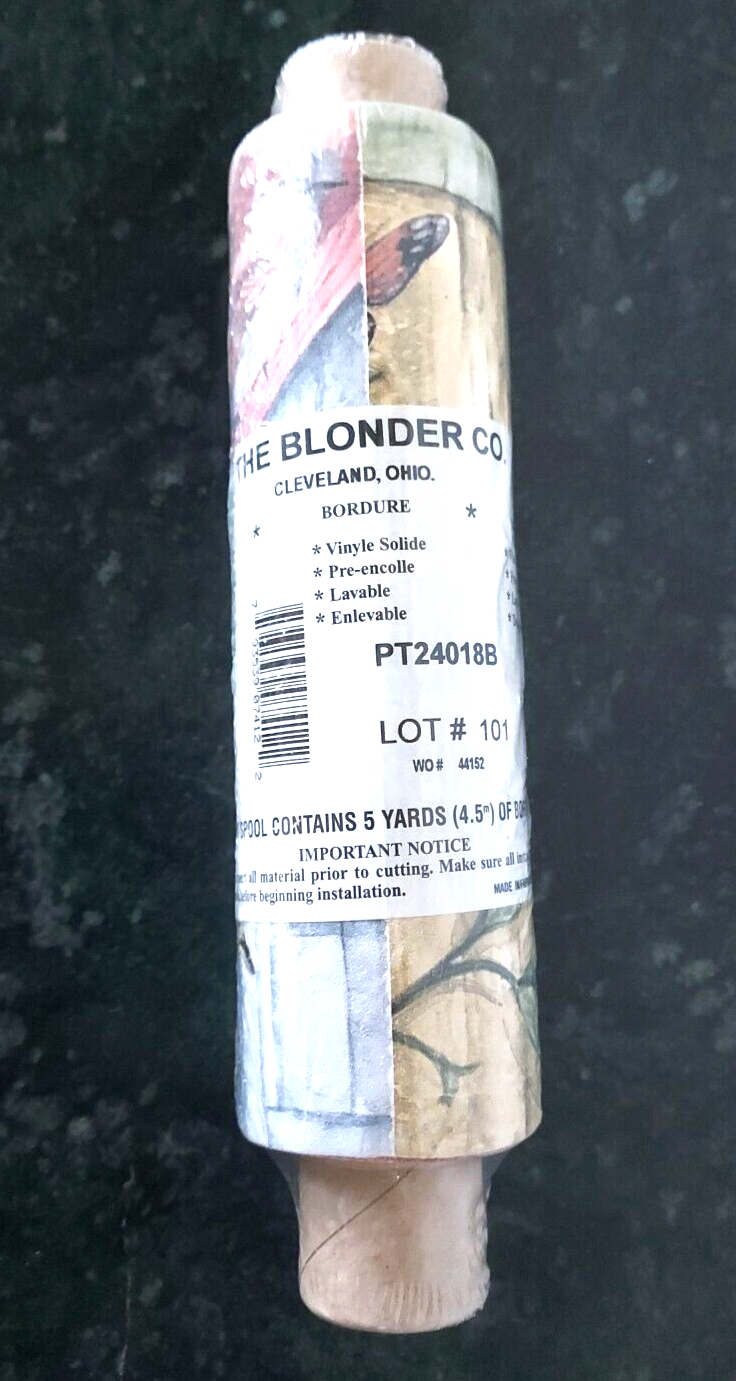 THE BLONDER CO.
CLEVELAND, OHIO.
BORDURE
* *
* Vinyle Solide
* Pre-encolle
* Lavable
* Enlevable
PT24018B
LOT # 101
WO# 44152
SPOOL CONTAINS 5 YARDS (4.5m) OF
IMPORTANT NOTICE
all material prior to cutting. Make sure all
before beginning installation.
MADE IN